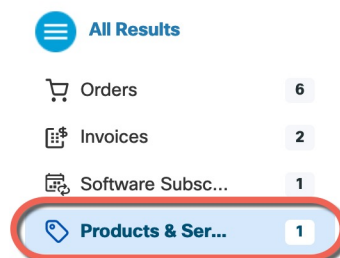 All Results
Orders 6
Invoices 2
Software Subsc... 1
Products & Ser... 1